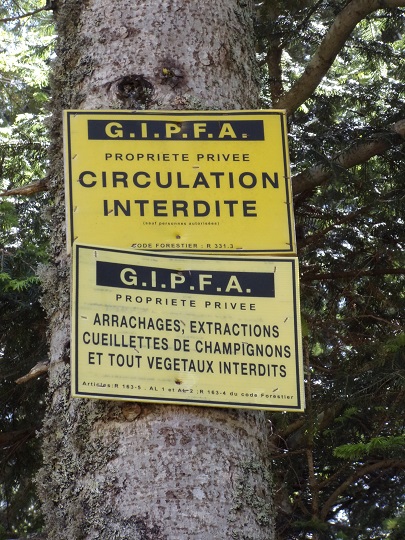 G.I.P.F.A.
PROPRIETE PRIVEE
CIRCULATION
INTERDITE
(sauf personnes autorisées)
CODE FORESTIER : R 331.3
G.I.P.F.A.
PROPRIETE PRIVEE
ARRACHAGES, EXTRACTIONS
CUEILLETTES DE CHAMPIGNONS
ET TOUT VEGETAUX INTERDITS
Articles:R 163-5 . AL 1 et AL 2 ;R 163-4 du code Forestier